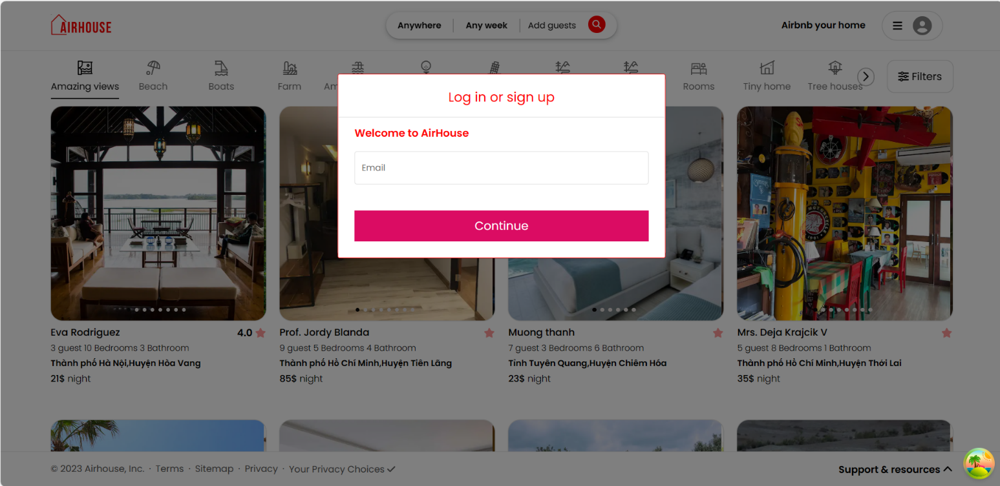 AIRHOUSE
Anywhere
Any week
Add guests
Airbnb your home
Amazing views
Beach
Boats
Farm
Am
Rooms
Tiny home
Tree houses
Filters
Log in or sign up
Welcome to AirHouse
Email
Continue
Eva Rodriguez 4.0
3 guest 10 Bedrooms 3 Bathroom
Thành phố Hà Nội,Huyện Hòa Vang
21$ night
Prof. Jordy Blanda
9 guest 5 Bedrooms 4 Bathroom
Thành phố Hồ Chí Minh,Huyện Tiên Lãng
85$ night
Muong thanh
7 guest 3 Bedrooms 6 Bathroom
Tỉnh Tuyên Quang,Huyện Chiêm Hóa
23$ night
Mrs. Deja Krajcik V
5 guest 8 Bedrooms 1 Bathroom
Thành phố Hồ Chí Minh,Huyện Thới Lai
35$ night
© 2023 Airhouse, Inc. · Terms · Sitemap · Privacy · Your Privacy Choices
Support & resources